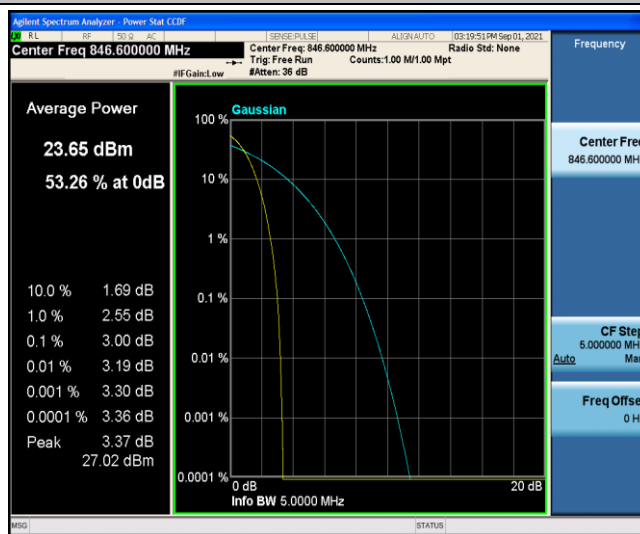 Agilent Spectrum Analyzer - Power Stat CCDF
RL RF 50 Ω AC SENSE:PULSE ALIGN AUTO 03:19:51 PM Sep 01, 2021
Center Freq 846.600000 MHz
Center Freq: 846.600000 MHz Radio Std: None
Trig: Free Run Counts:1.00 M/1.00 Mpt
#IFGain:Low #Atten: 36 dB
Frequency
Average Power
23.65 dBm
53.26 % at 0dB
10.0 % 1.69 dB
1.0 % 2.55 dB
0.1 % 3.00 dB
0.01 % 3.19 dB
0.001 % 3.30 dB
0.0001 % 3.36 dB
Peak 3.37 dB
27.02 dBm
Gaussian
100 %
10 %
1 %
0.1 %
0.01 %
0.001 %
0.0001 %
0 dB 20 dB
Info BW 5.0000 MHz
Center Fre
846.600000 MH
CF Step
5.000000 MH
Auto Ma
Freq Offse
0 H
MSG STATUS